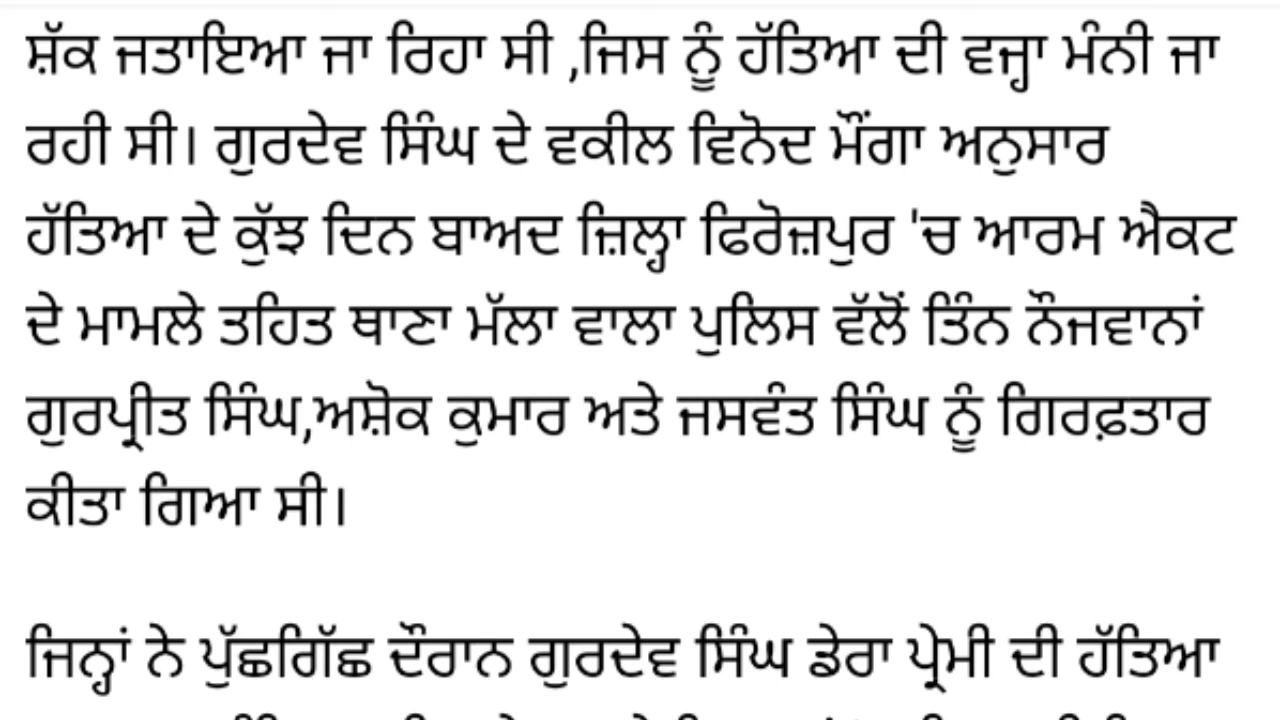 ਸ਼ੱਕ ਜਤਾਇਆ ਜਾ ਰਿਹਾ ਸੀ ,ਜਿਸ ਨੂੰ ਹੱਤਿਆ ਦੀ ਵਜ੍ਹਾ ਮੰਨੀ ਜਾ
ਰਹੀ ਸੀ। ਗੁਰਦੇਵ ਸਿੰਘ ਦੇ ਵਕੀਲ ਵਿਨੋਦ ਮੌਂਗਾ ਅਨੁਸਾਰ
ਹੱਤਿਆ ਦੇ ਕੁੱਝ ਦਿਨ ਬਾਅਦ ਜ਼ਿਲ੍ਹਾ ਫਿਰੋਜ਼ਪੁਰ 'ਚ ਆਰਮ ਐਕਟ
ਦੇ ਮਾਮਲੇ ਤਹਿਤ ਥਾਣਾ ਮੱਲਾ ਵਾਲਾ ਪੁਲਿਸ ਵੱਲੋਂ ਤਿੰਨ ਨੌਜਵਾਨਾਂ
ਗੁਰਪ੍ਰੀਤ ਸਿੰਘ,ਅਸ਼ੋਕ ਕੁਮਾਰ ਅਤੇ ਜਸਵੰਤ ਸਿੰਘ ਨੂੰ ਗਿਰਫ਼ਤਾਰ
ਕੀਤਾ ਗਿਆ ਸੀ।
ਜਿਨ੍ਹਾਂ ਨੇ ਪੁੱਛਗਿੱਛ ਦੌਰਾਨ ਗੁਰਦੇਵ ਸਿੰਘ ਡੇਰਾ ਪ੍ਰੇਮੀ ਦੀ ਹੱਤਿਆ